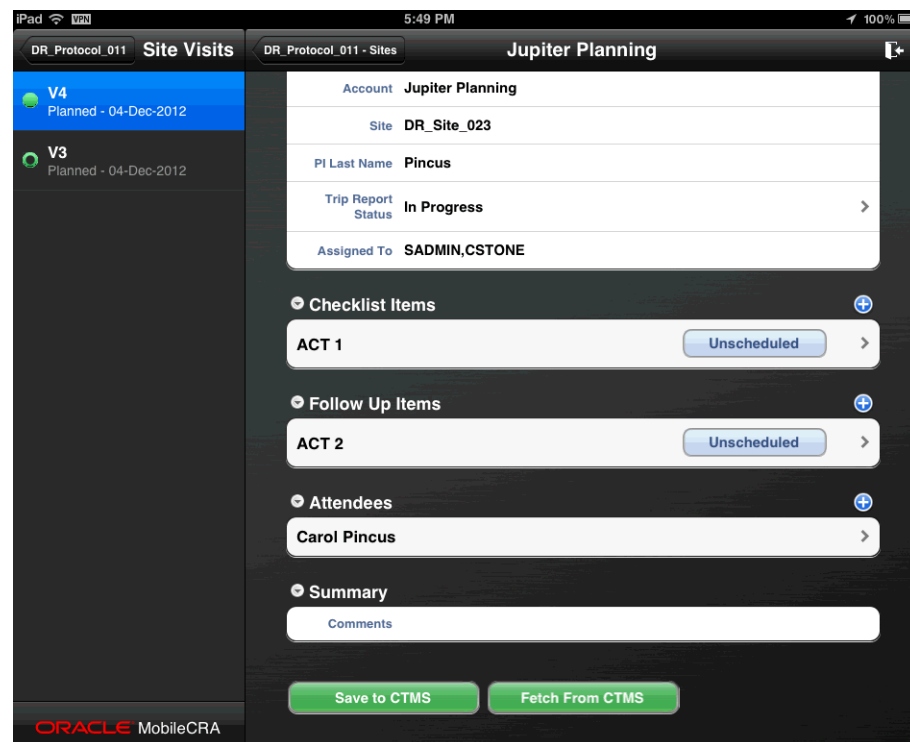 iPad VPN 5:49 PM 100%
DR_Protocol_011 Site Visits
DR_Protocol_011 - Sites Jupiter Planning
V4
Planned - 04-Dec-2012
V3
Planned - 04-Dec-2012
Account Jupiter Planning
Site DR_Site_023
PI Last Name Pincus
Trip Report
Status In Progress
Assigned To SADMIN,CSTONE
Checklist Items
ACT 1 Unscheduled
Follow Up Items
ACT 2 Unscheduled
Attendees
Carol Pincus
Summary
Comments
Save to CTMS Fetch From CTMS
ORACLE MobileCRA